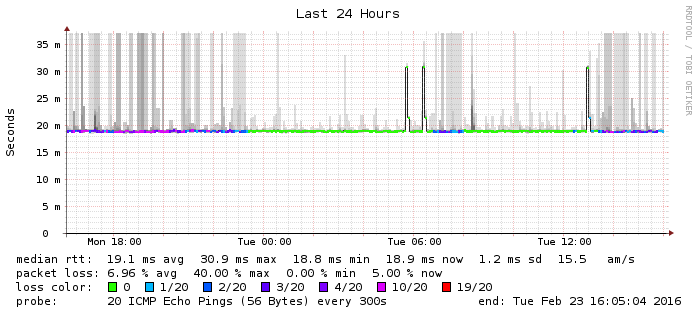 Last 24 Hours
RRDTOOL / TOBI OETIKER
Seconds
35 m
30 m
25 m
20 m
15 m
10 m
5 m
0
Mon 18:00 Tue 00:00 Tue 06:00 Tue 12:00
median rtt: 19.1 ms avg 30.9 ms max 18.8 ms min 18.9 ms now 1.2 ms sd 15.5 am/s
packet loss: 6.96 % avg 40.00 % max 0.00 % min 5.00 % now
loss color: 0 1/20 2/20 3/20 4/20 10/20 19/20
probe: 20 ICMP Echo Pings (56 Bytes) every 300s end: Tue Feb 23 16:05:04 2016